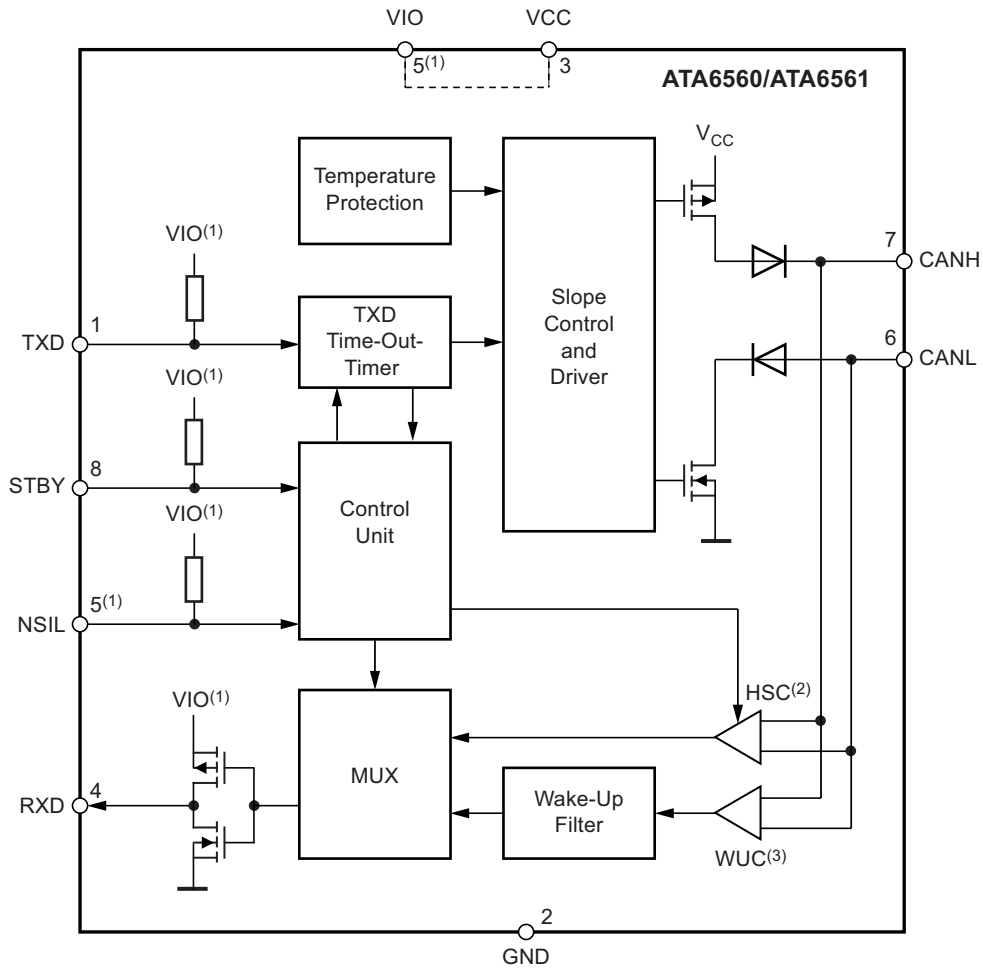 VIO VCC
5(1) 3
ATA6560/ATA6561
VCC
Temperature
Protection
VIO(1)
7
CANH
TXD
1
TXD
Time-Out-
Timer
Slope
Control
and
Driver
6
CANL
VIO(1)
STBY
8
Control
Unit
VIO(1)
NSIL
5(1)
HSC(2)
VIO(1)
MUX
RXD
4
Wake-Up
Filter
WUC(3)
2
GND